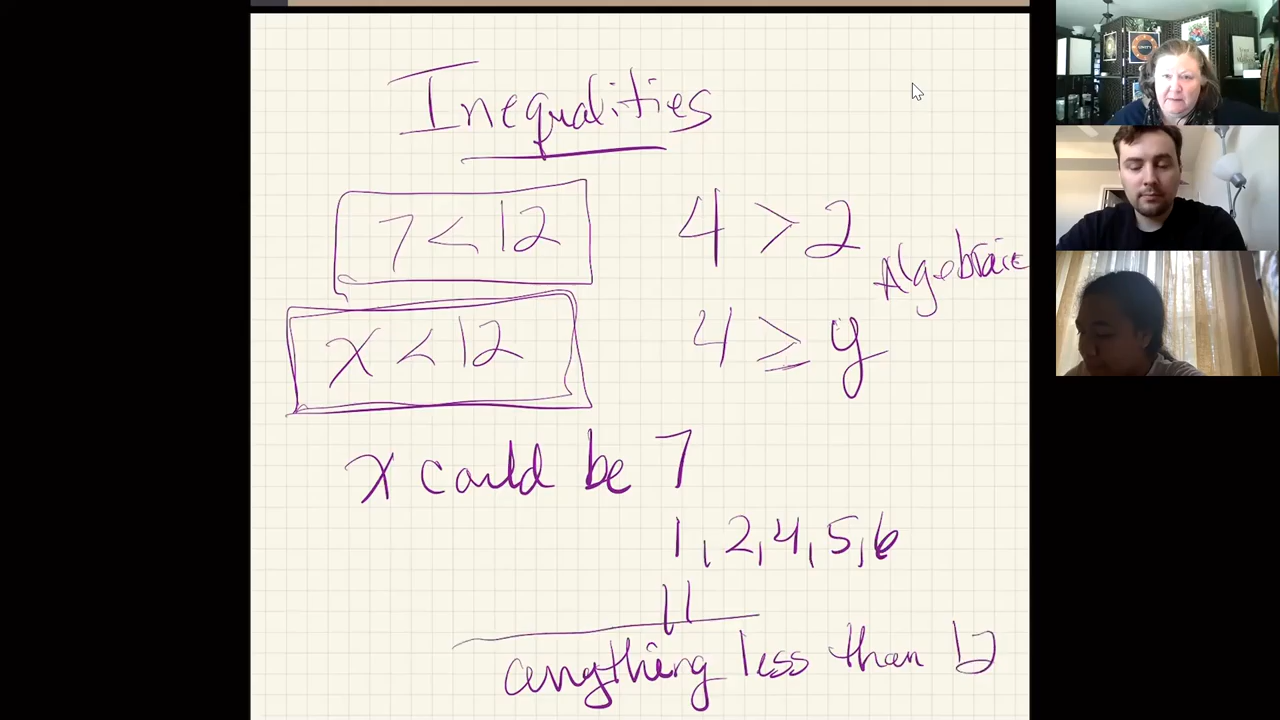 Inequalities
7 < 12
4 > 2
Algebraic
x < 12
4 ≥ y
x could be 7
1, 2, 4, 5, 6
11
anything less than 12